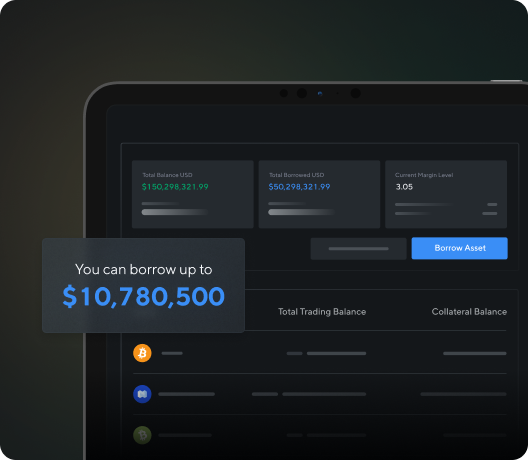 Total Balance USD
$150,298,321.99
Total Borrowed USD
$50,298,321.99
Current Margin Level
3.05
Borrow Asset
You can borrow up to
$10,780,500
Total Trading Balance
Collateral Balance